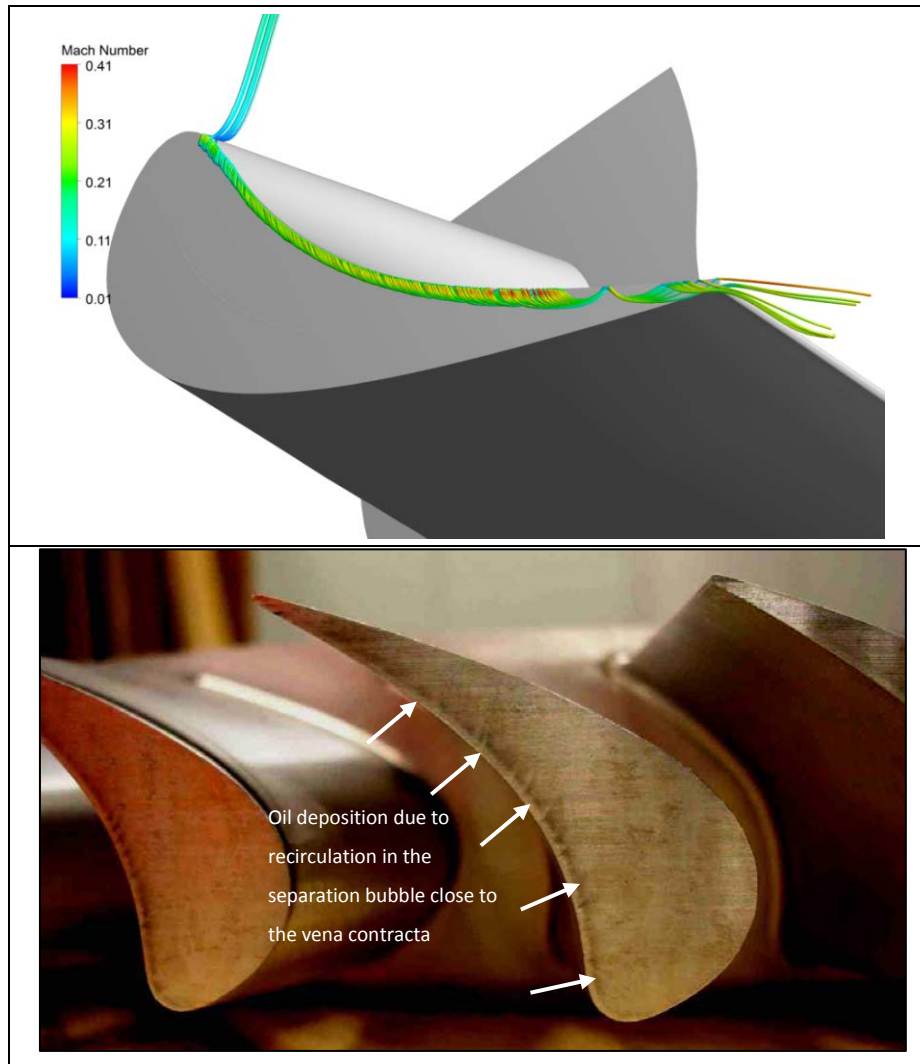 Mach Number
0.41
0.31
0.21
0.11
0.01
Oil deposition due to
recirculation in the
separation bubble close to
the vena contracta